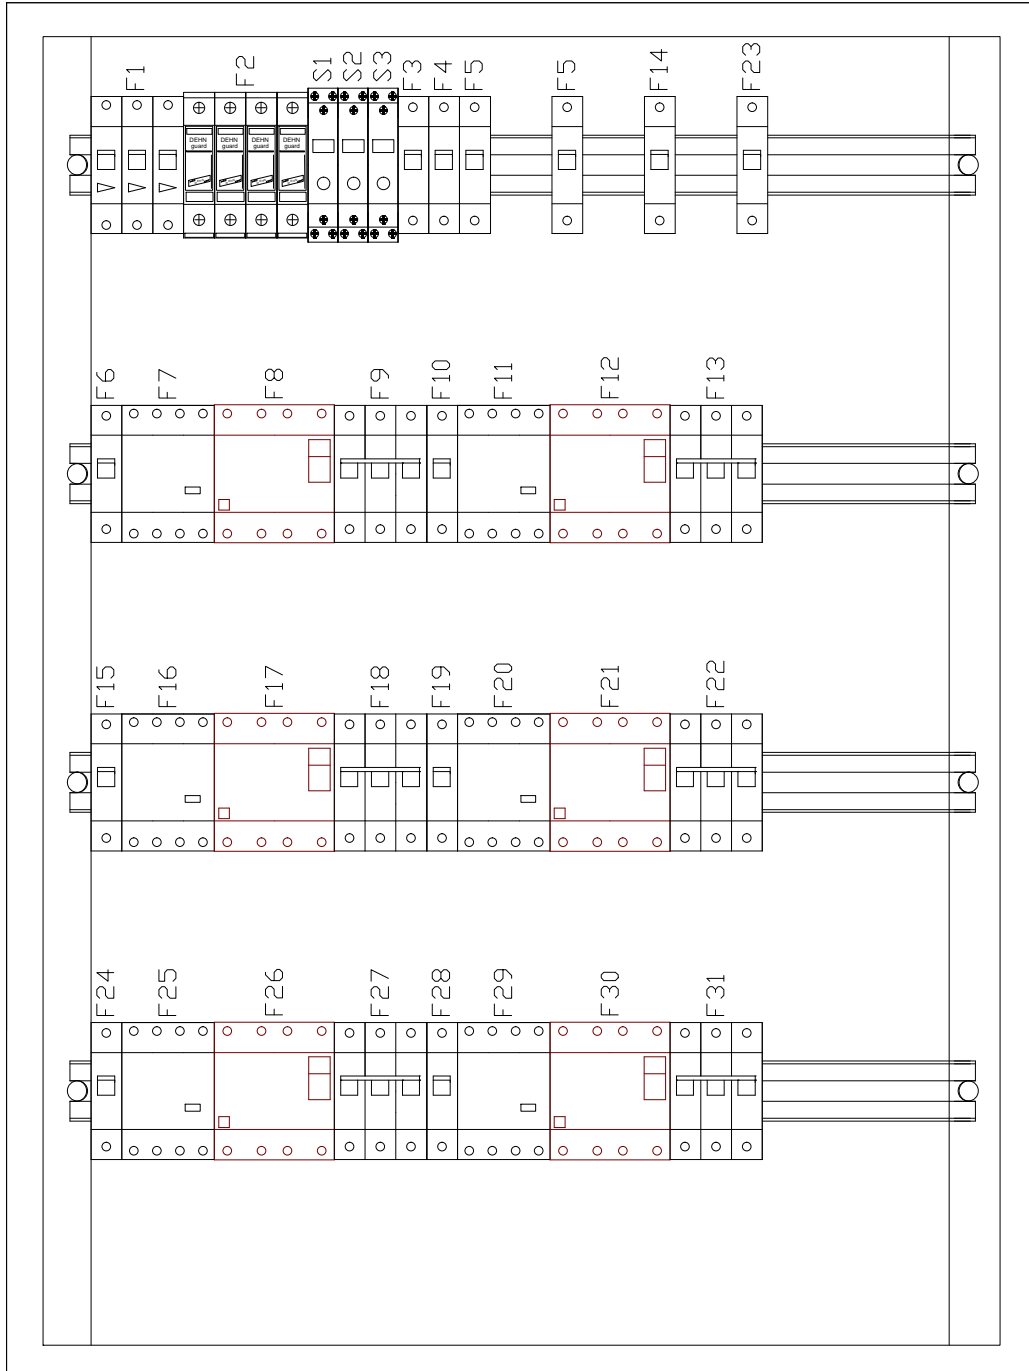 F1 F2 S1 S2 S3 F3 F4 F5 F5 F14 F23
DEHN DEHN DEHN DEHN
guard guard guard guard
F6 F7 F8 F9 F10 F11 F12 F13
F15 F16 F17 F18 F19 F20 F21 F22
F24 F25 F26 F27 F28 F29 F30 F31